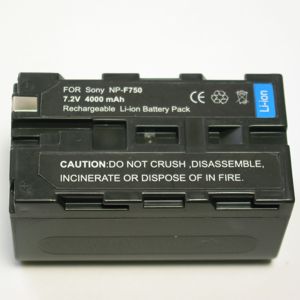 FOR Sony NP-F750
7.2V 4000 mAh
Rechargeable Li-ion Battery Pack
Li-ion
CAUTION:DO NOT CRUSH ,DISASSEMBLE,
INCINERATE OR DISPOSE OF IN FIRE.